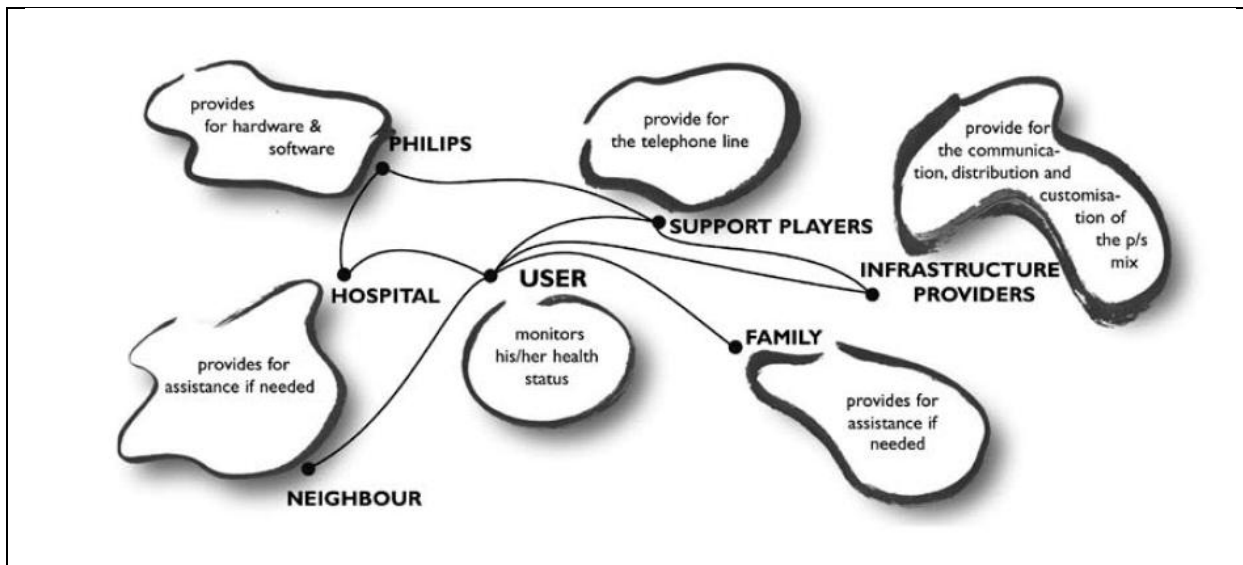 provides
for hardware &
software
PHILIPS
provide for
the telephone line
SUPPORT PLAYERS
provide for
the communica-
tion, distribution and
customisa-
tion of
the p/s
mix
INFRASTRUCTURE
PROVIDERS
HOSPITAL
USER
monitors
his/her health
status
FAMILY
provides for
assistance if
needed
provides for
assistance if needed
NEIGHBOUR